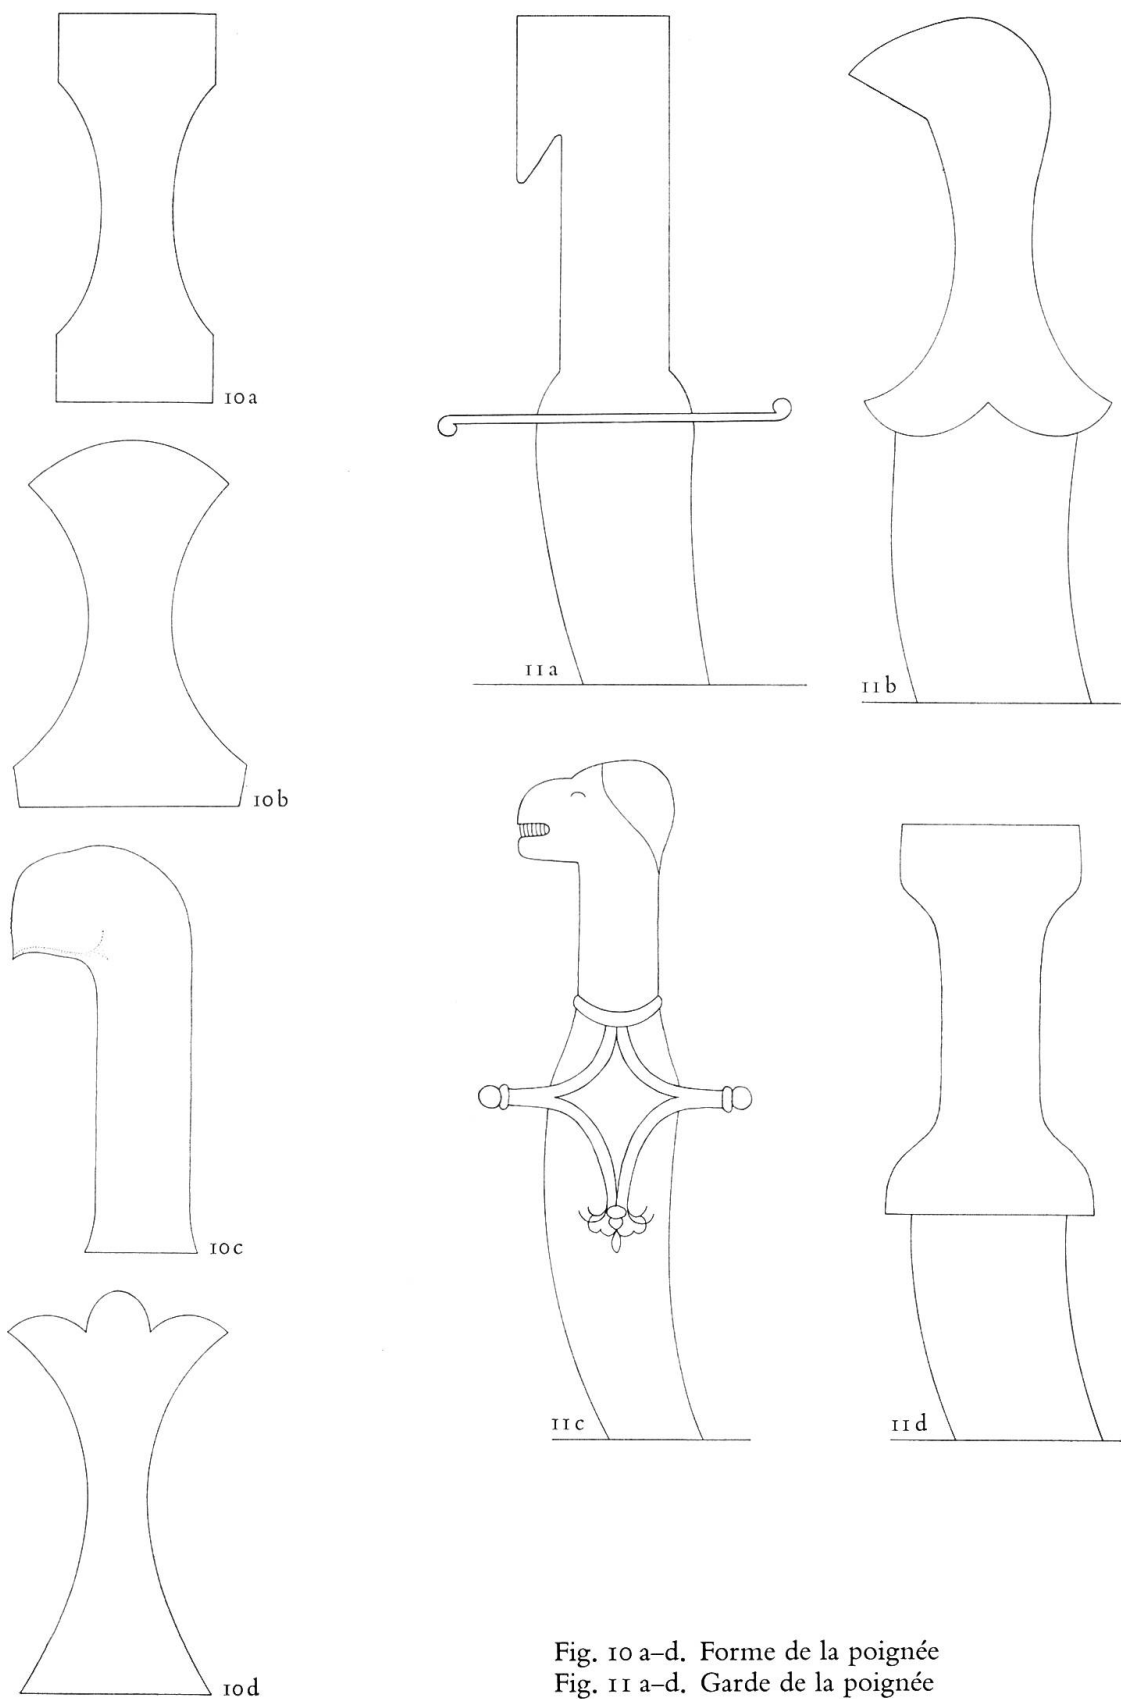 10a
11a
11b
10b
10c
11c
11d
10d
Fig. 10 a–d. Forme de la poignée
Fig. 11 a–d. Garde de la poignée